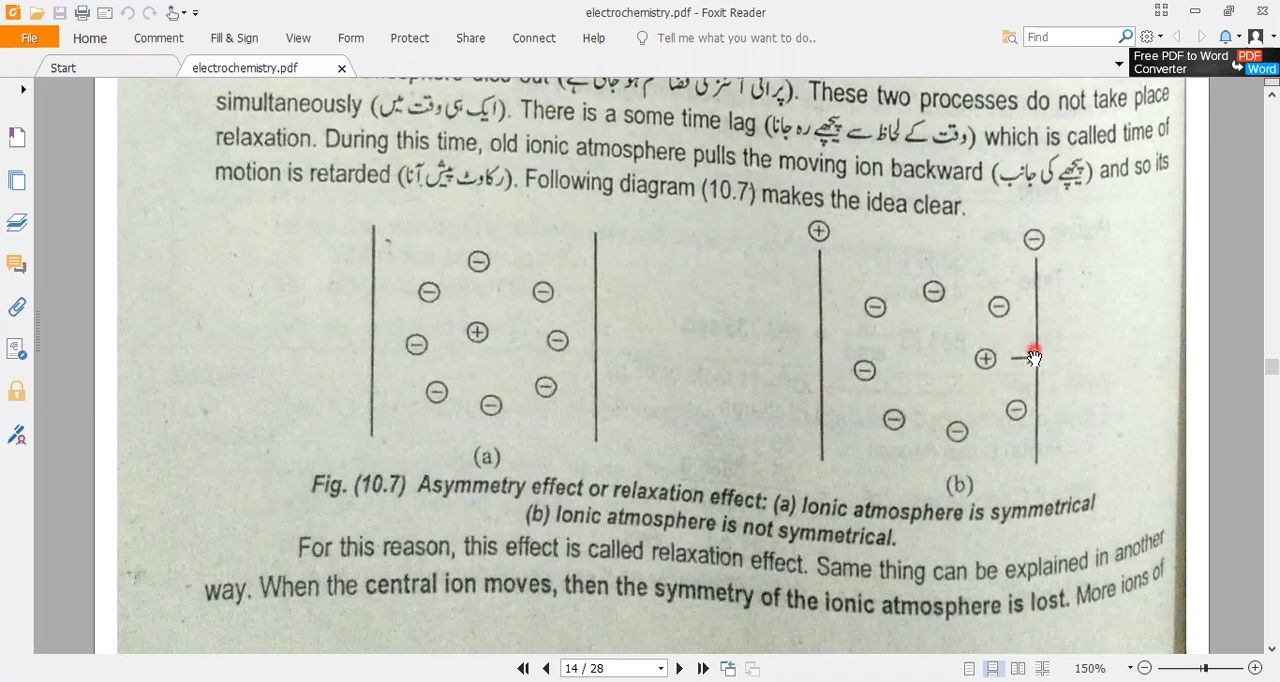 electrochemistry.pdf - Foxit Reader
File Home Comment Fill & Sign View Form Protect Share Connect Help Tell me what you want to do.. Find
Start electrochemistry.pdf Free PDF to Word Converter PDF Word
. These two processes do not take place
simultaneously (ایک ہی وقت میں). There is a some time lag (وقت کے لحاظ سے پیچھے رہ جانا) which is called time of
relaxation. During this time, old ionic atmosphere pulls the moving ion backward (پیچھے کی جانب) and so its
motion is retarded (رکاوٹ پیش آنا). Following diagram (10.7) makes the idea clear.
(a) (b)
Fig. (10.7) Asymmetry effect or relaxation effect: (a) Ionic atmosphere is symmetrical
(b) Ionic atmosphere is not symmetrical.
For this reason, this effect is called relaxation effect. Same thing can be explained in another
way. When the central ion moves, then the symmetry of the ionic atmosphere is lost. More ions of
14 / 28 150%